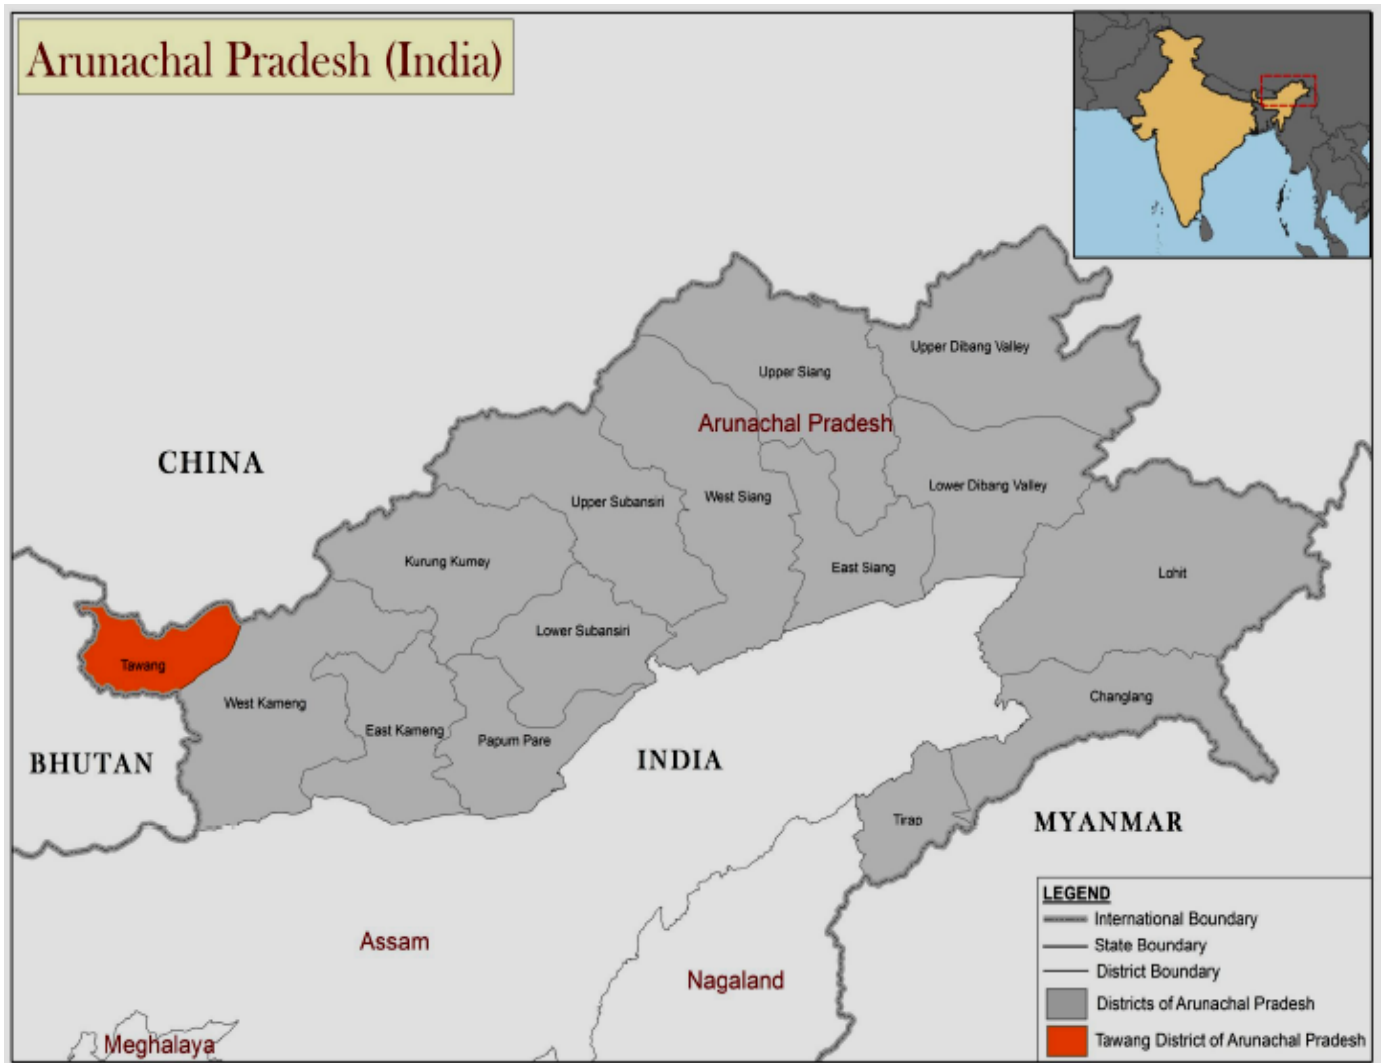 Arunachal Pradesh (India)
Upper Dibang Valley
Upper Siang
Arunachal Pradesh
CHINA
Lower Dibang Valley
West Siang
Upper Subansiri
Kurung Kumey
East Siang
Lohit
Lower Subansiri
Tawang
Changlang
West Kameng
East Kameng
Papum Pare
BHUTAN
INDIA
Tirap
MYANMAR
LEGEND
International Boundary
State Boundary
District Boundary
Districts of Arunachal Pradesh
Tawang District of Arunachal Pradesh
Assam
Nagaland
Meghalaya